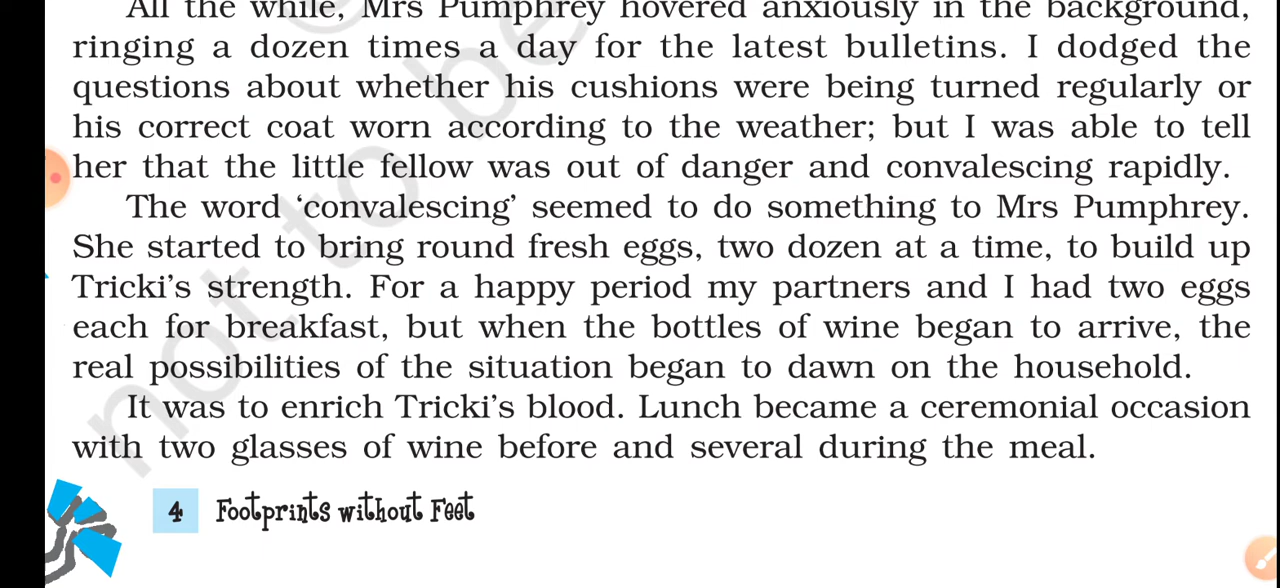 All the while, Mrs Pumphrey hovered anxiously in the background,
ringing a dozen times a day for the latest bulletins. I dodged the
questions about whether his cushions were being turned regularly or
his correct coat worn according to the weather; but I was able to tell
her that the little fellow was out of danger and convalescing rapidly.
The word ‘convalescing’ seemed to do something to Mrs Pumphrey.
She started to bring round fresh eggs, two dozen at a time, to build up
Tricki’s strength. For a happy period my partners and I had two eggs
each for breakfast, but when the bottles of wine began to arrive, the
real possibilities of the situation began to dawn on the household.
It was to enrich Tricki’s blood. Lunch became a ceremonial occasion
with two glasses of wine before and several during the meal.
4 Footprints without Feet
not to be